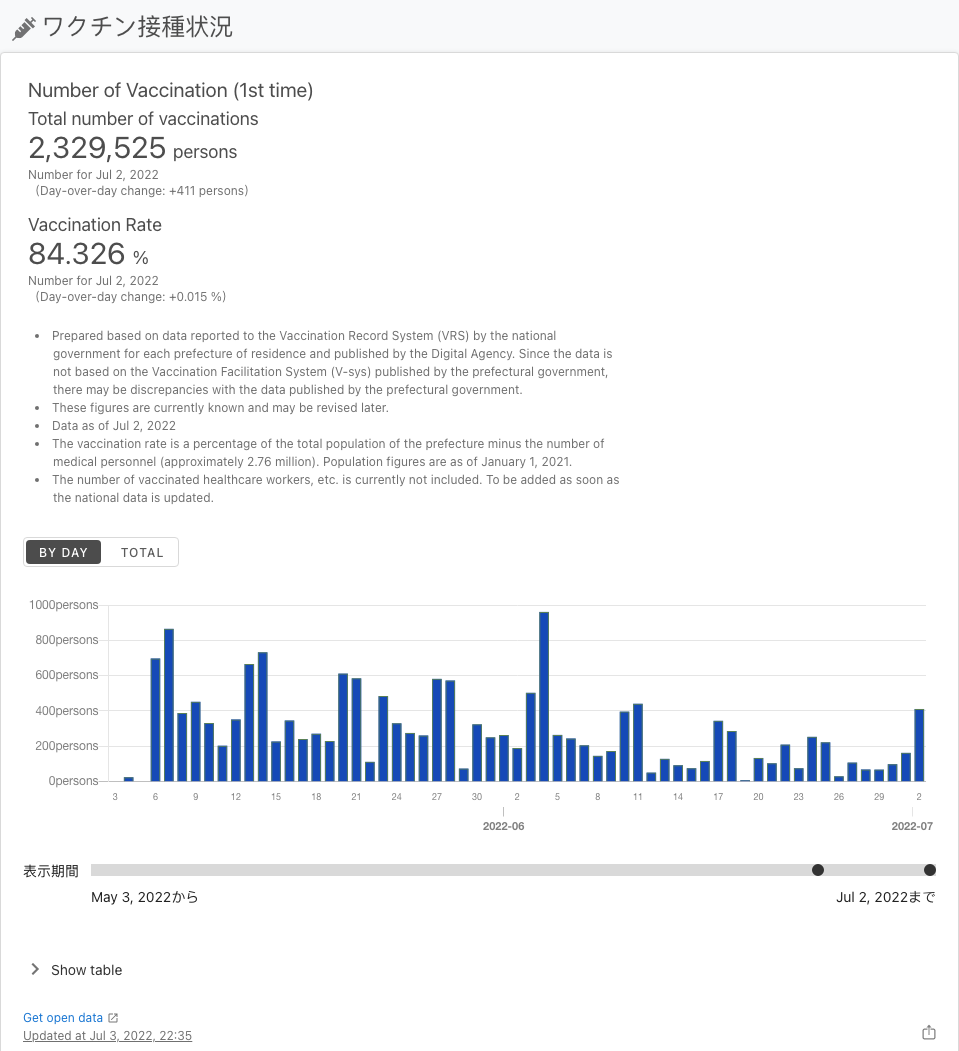 ワクチン接種状況
Number of Vaccination (1st time)
Total number of vaccinations
2,329,525 persons
Number for Jul 2, 2022
(Day-over-day change: +411 persons)
Vaccination Rate
84.326 %
Number for Jul 2, 2022
(Day-over-day change: +0.015 %)
• Prepared based on data reported to the Vaccination Record System (VRS) by the national
government for each prefecture of residence and published by the Digital Agency. Since the data is
not based on the Vaccination Facilitation System (V-sys) published by the prefectural government,
there may be discrepancies with the data published by the prefectural government.
• These figures are currently known and may be revised later.
• Data as of Jul 2, 2022
• The vaccination rate is a percentage of the total population of the prefecture minus the number of
medical personnel (approximately 2.76 million). Population figures are as of January 1, 2021.
• The number of vaccinated healthcare workers, etc. is currently not included. To be added as soon as
the national data is updated.
BY DAY TOTAL
1000persons
800persons
600persons
400persons
200persons
0persons
3 6 9 12 15 18 21 24 27 30 2 5 8 11 14 17 20 23 26 29 2
2022-06 2022-07
表示期間
May 3, 2022から Jul 2, 2022まで
Show table
Get open data
Updated at Jul 3, 2022, 22:35